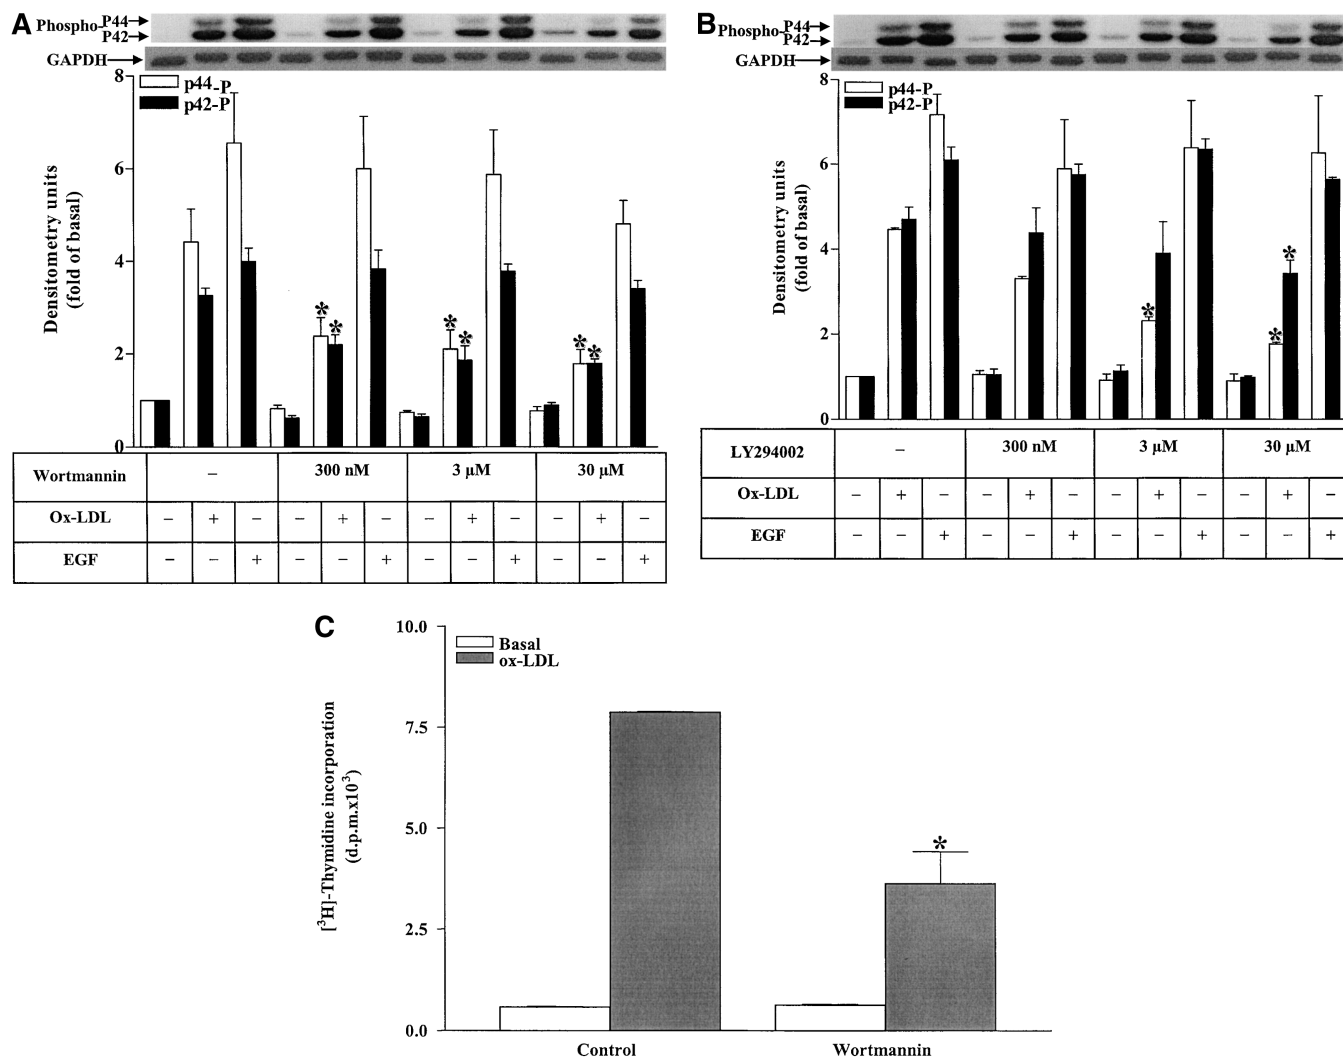 A
Phospho P44
P42
GAPDH
8
6
4
2
0
p44-P
p42-P
Densitometry units
(fold of basal)
* * * * * *
Wortmannin – 300 nM 3 µM 30 µM
Ox-LDL – + – – + – – + – – + –
EGF – – + – – + – – + – – +
B
Phospho P44
P42
GAPDH
8
6
4
2
0
p44-P
p42-P
Densitometry units
(fold of basal)
* * *
LY294002 – 300 nM 3 µM 30 µM
Ox-LDL – + – – + – – + – – + –
EGF – – + – – + – – + – – +
C
10.0
7.5
5.0
2.5
0.0
Basal
ox-LDL
[³H]-Thymidine incorporation
(d.p.m.x10³)
*
Control Wortmannin